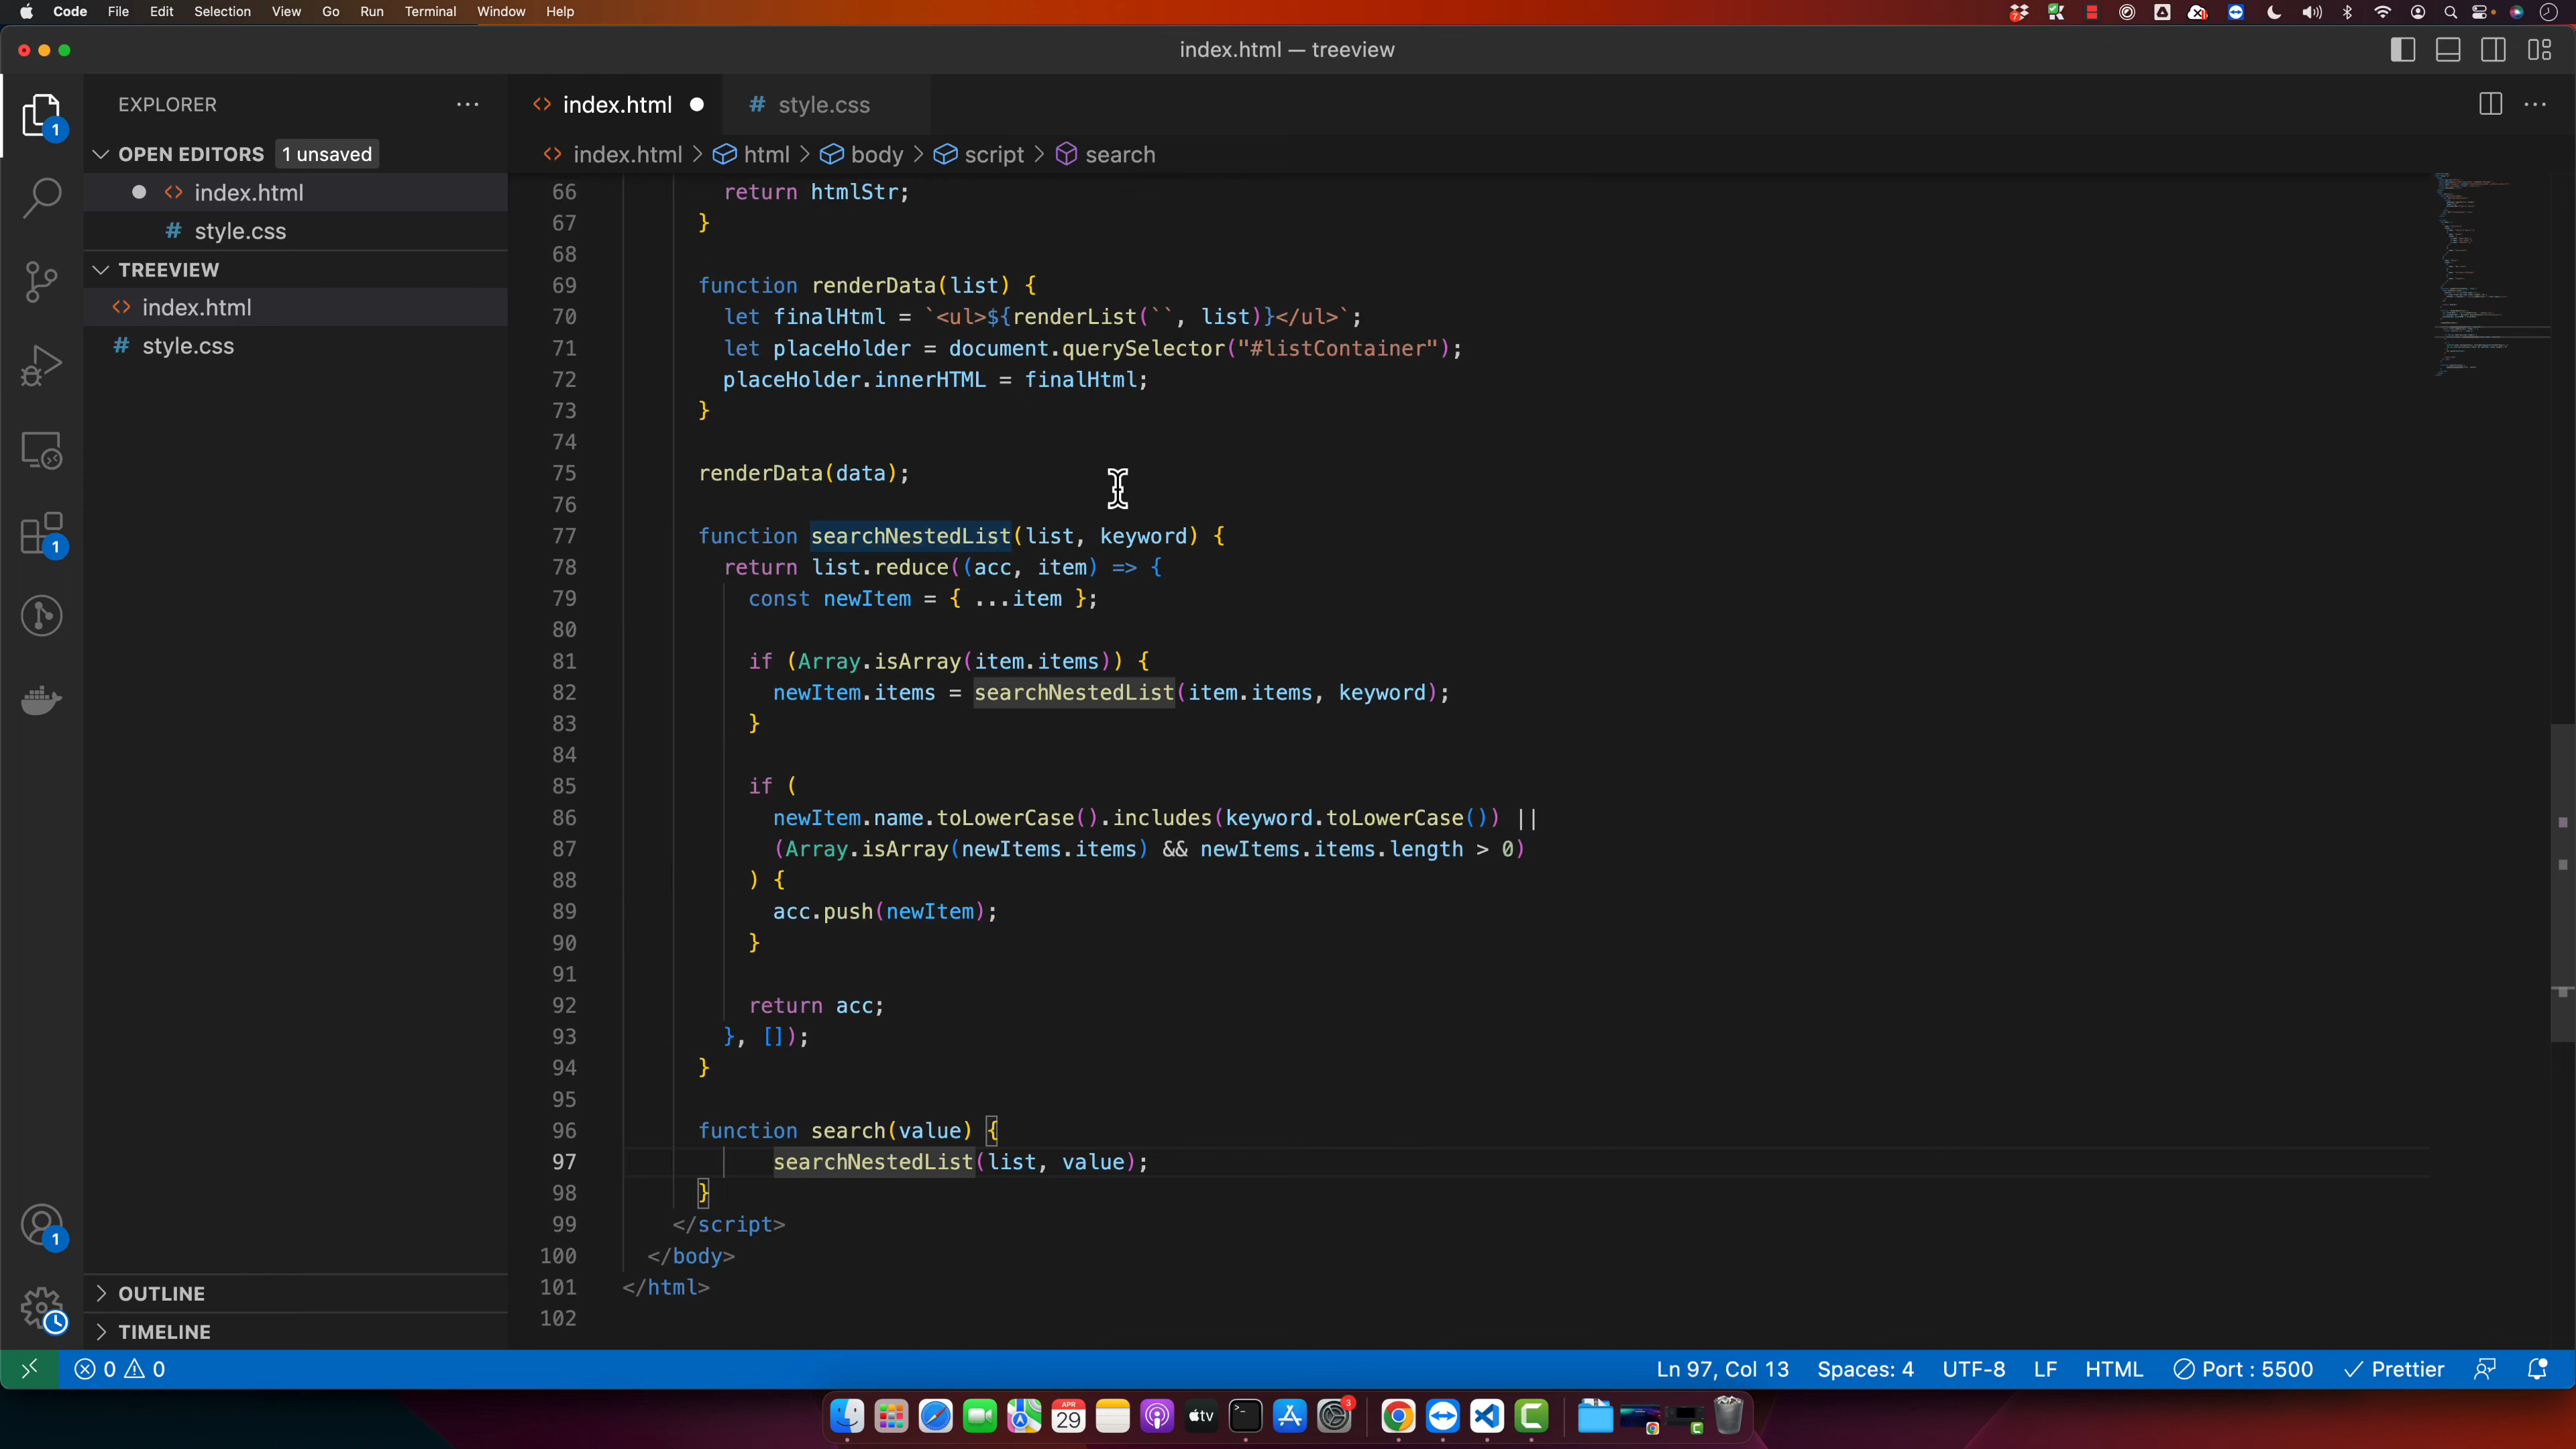 Code File Edit Selection View Go Run Terminal Window Help
index.html — treeview
EXPLORER
OPEN EDITORS 1 unsaved
index.html
style.css
TREEVIEW
index.html
style.css
OUTLINE
TIMELINE
1
1
1
index.html style.css
index.html > html > body > script > search
66 return htmlStr;
67 }
68
69 function renderData(list) {
70 let finalHtml = `<ul>${renderList(``, list)}</ul>`;
71 let placeHolder = document.querySelector("#listContainer");
72 placeHolder.innerHTML = finalHtml;
73 }
74
75 renderData(data);
76
77 function searchNestedList(list, keyword) {
78 return list.reduce((acc, item) => {
79 const newItem = { ...item };
80
81 if (Array.isArray(item.items)) {
82 newItem.items = searchNestedList(item.items, keyword);
83 }
84
85 if (
86 newItem.name.toLowerCase().includes(keyword.toLowerCase()) ||
87 (Array.isArray(newItems.items) && newItems.items.length > 0)
88 ) {
89 acc.push(newItem);
90 }
91
92 return acc;
93 }, []);
94 }
95
96 function search(value) {
97 searchNestedList(list, value);
98 }
99 </script>
100 </body>
101 </html>
102
0 0 Ln 97, Col 13 Spaces: 4 UTF-8 LF HTML Port : 5500 Prettier
APR
29
tv
3